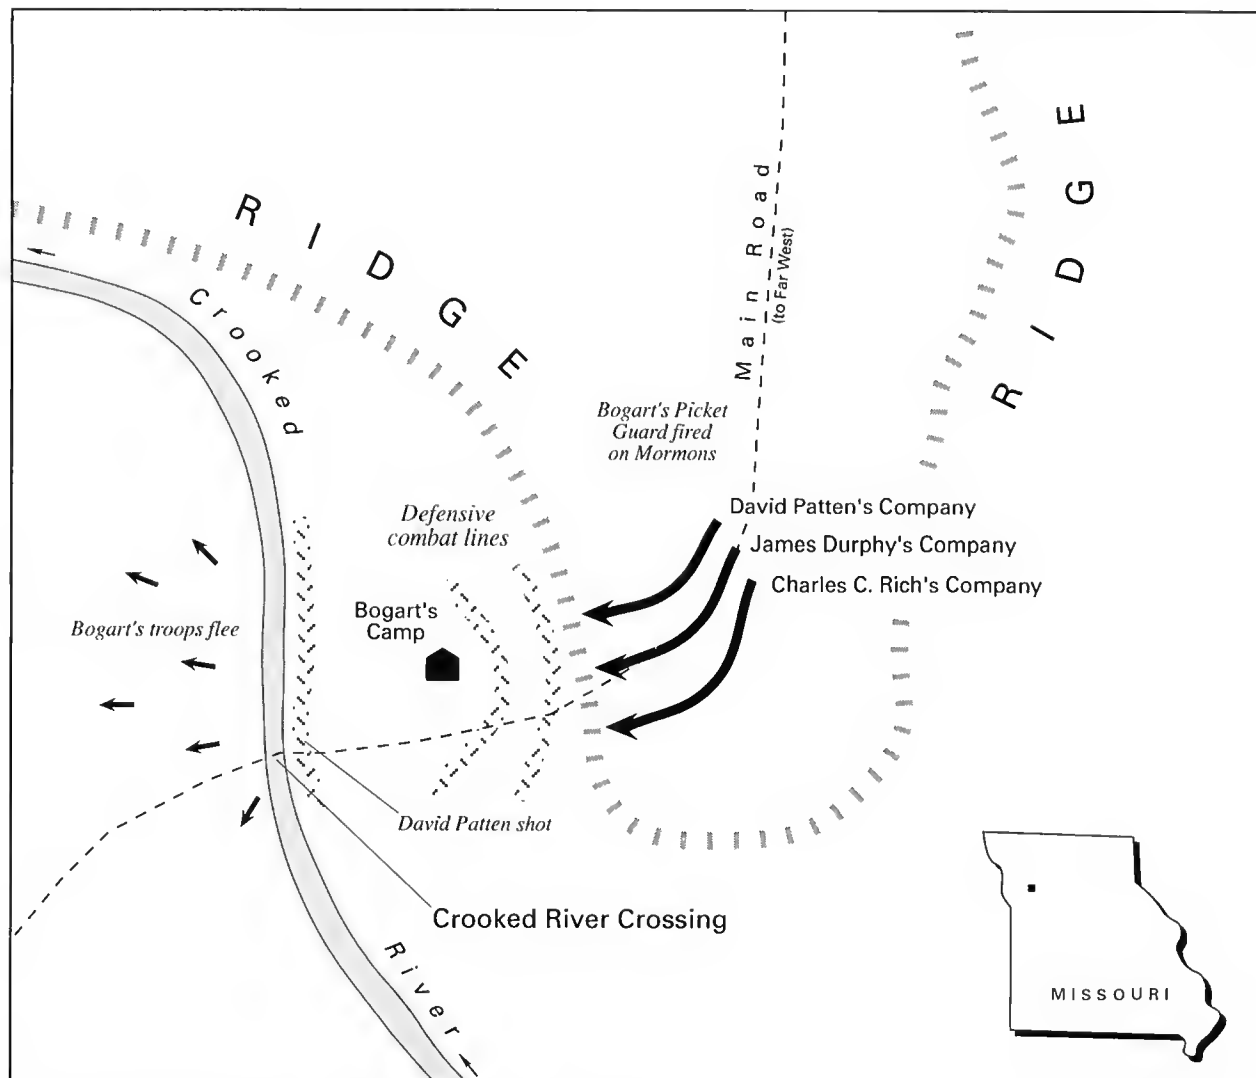 RIDGE
RIDGE
Main Road
(to Far West)
Crooked
Bogart's Picket
Guard fired
on Mormons
David Patten's Company
James Durphy's Company
Charles C. Rich's Company
Defensive
combat lines
Bogart's
Camp
Bogart's troops flee
David Patten shot
Crooked River Crossing
River
MISSOURI